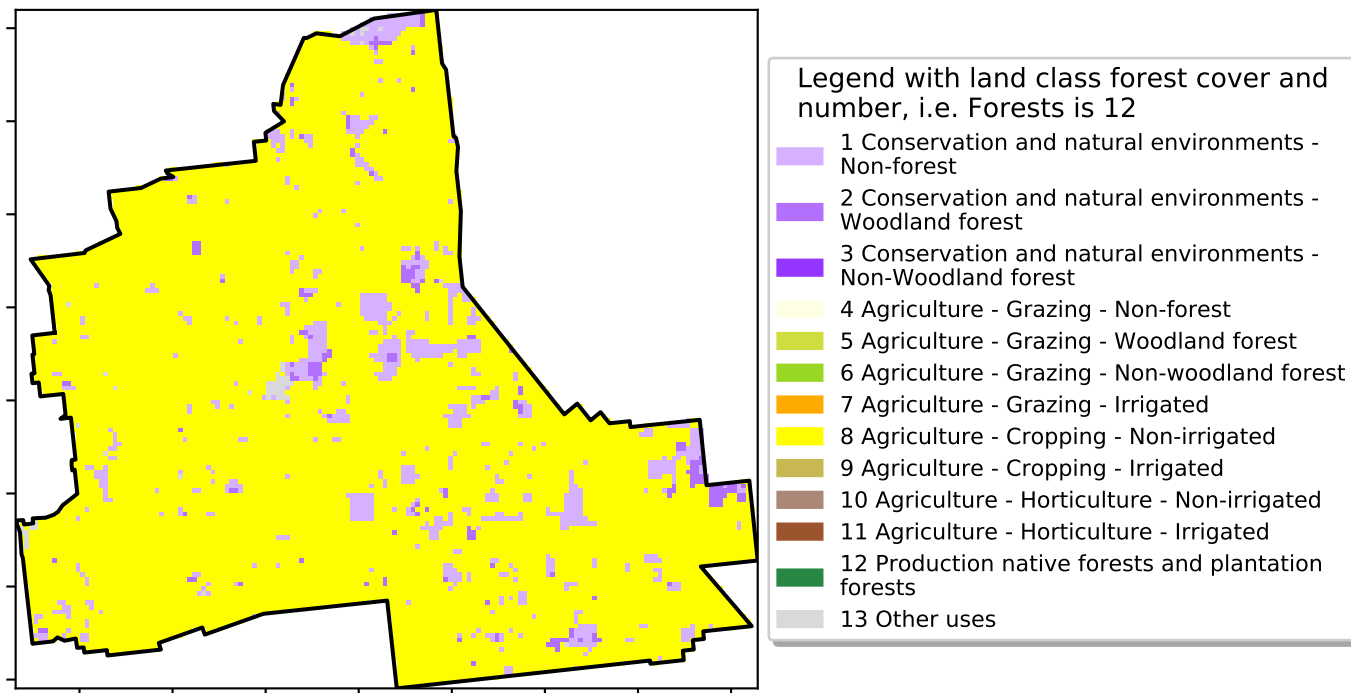 Legend with land class forest cover and
number, i.e. Forests is 12
1 Conservation and natural environments -
Non-forest
2 Conservation and natural environments -
Woodland forest
3 Conservation and natural environments -
Non-Woodland forest
4 Agriculture - Grazing - Non-forest
5 Agriculture - Grazing - Woodland forest
6 Agriculture - Grazing - Non-woodland forest
7 Agriculture - Grazing - Irrigated
8 Agriculture - Cropping - Non-irrigated
9 Agriculture - Cropping - Irrigated
10 Agriculture - Horticulture - Non-irrigated
11 Agriculture - Horticulture - Irrigated
12 Production native forests and plantation
forests
13 Other uses